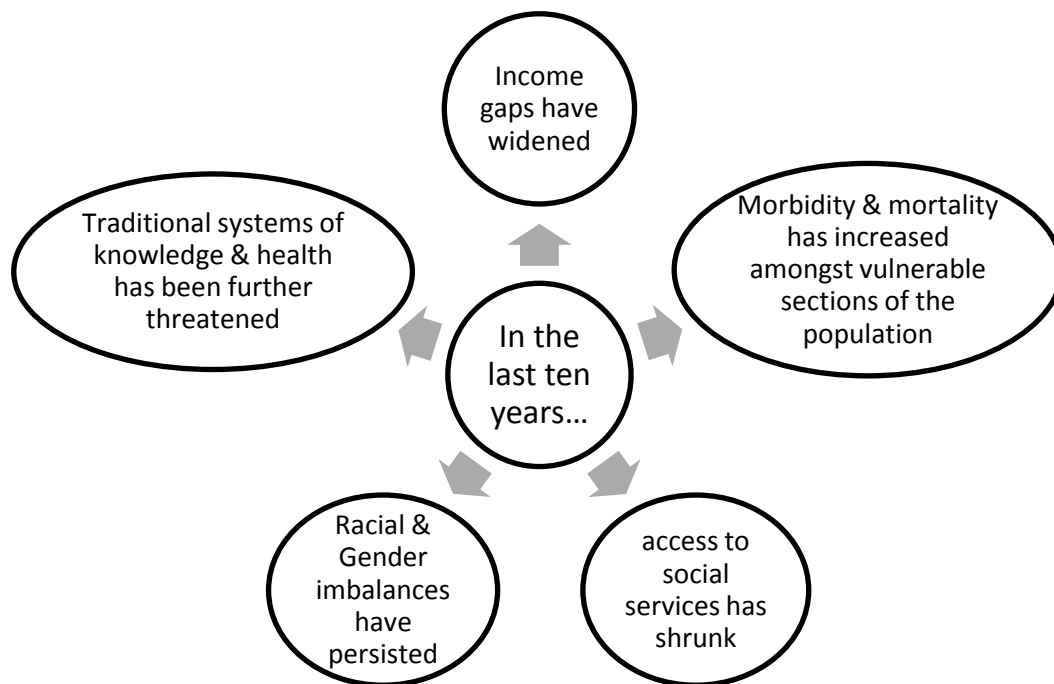 Income
gaps have
widened
Traditional systems of
knowledge & health
has been further
threatened
Morbidity & mortality
has increased
amongst vulnerable
sections of the
population
In the
last ten
years...
Racial &
Gender
imbalances
have
persisted
access to
social
services has
shrunk